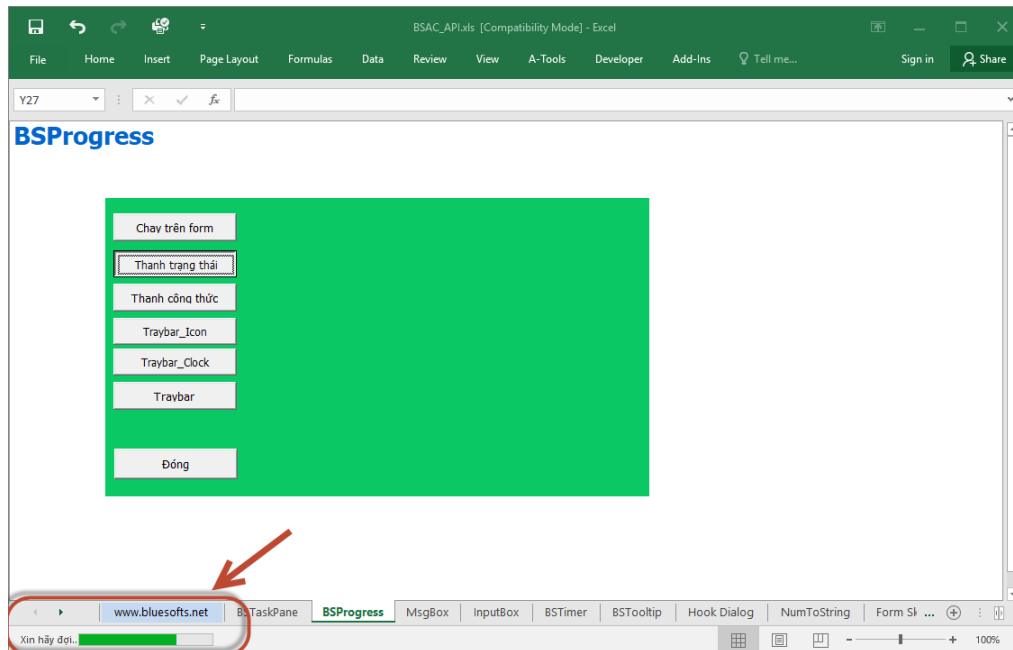 BSAC_API.xls [Compatibility Mode] - Excel
File Home Insert Page Layout Formulas Data Review View A-Tools Developer Add-Ins Tell me... Sign in Share
Y27 fx
BSProgress
Chạy trên form
Thanh trạng thái
Thanh công thức
Traybar_Icon
Traybar_Clock
Traybar
Đóng
www.bluesofts.net BSTaskPane BSProgress MsgBox InputBox BSTimer BSTooltip Hook Dialog NumToString Form Sk ...
Xin hãy đợi.. 100%